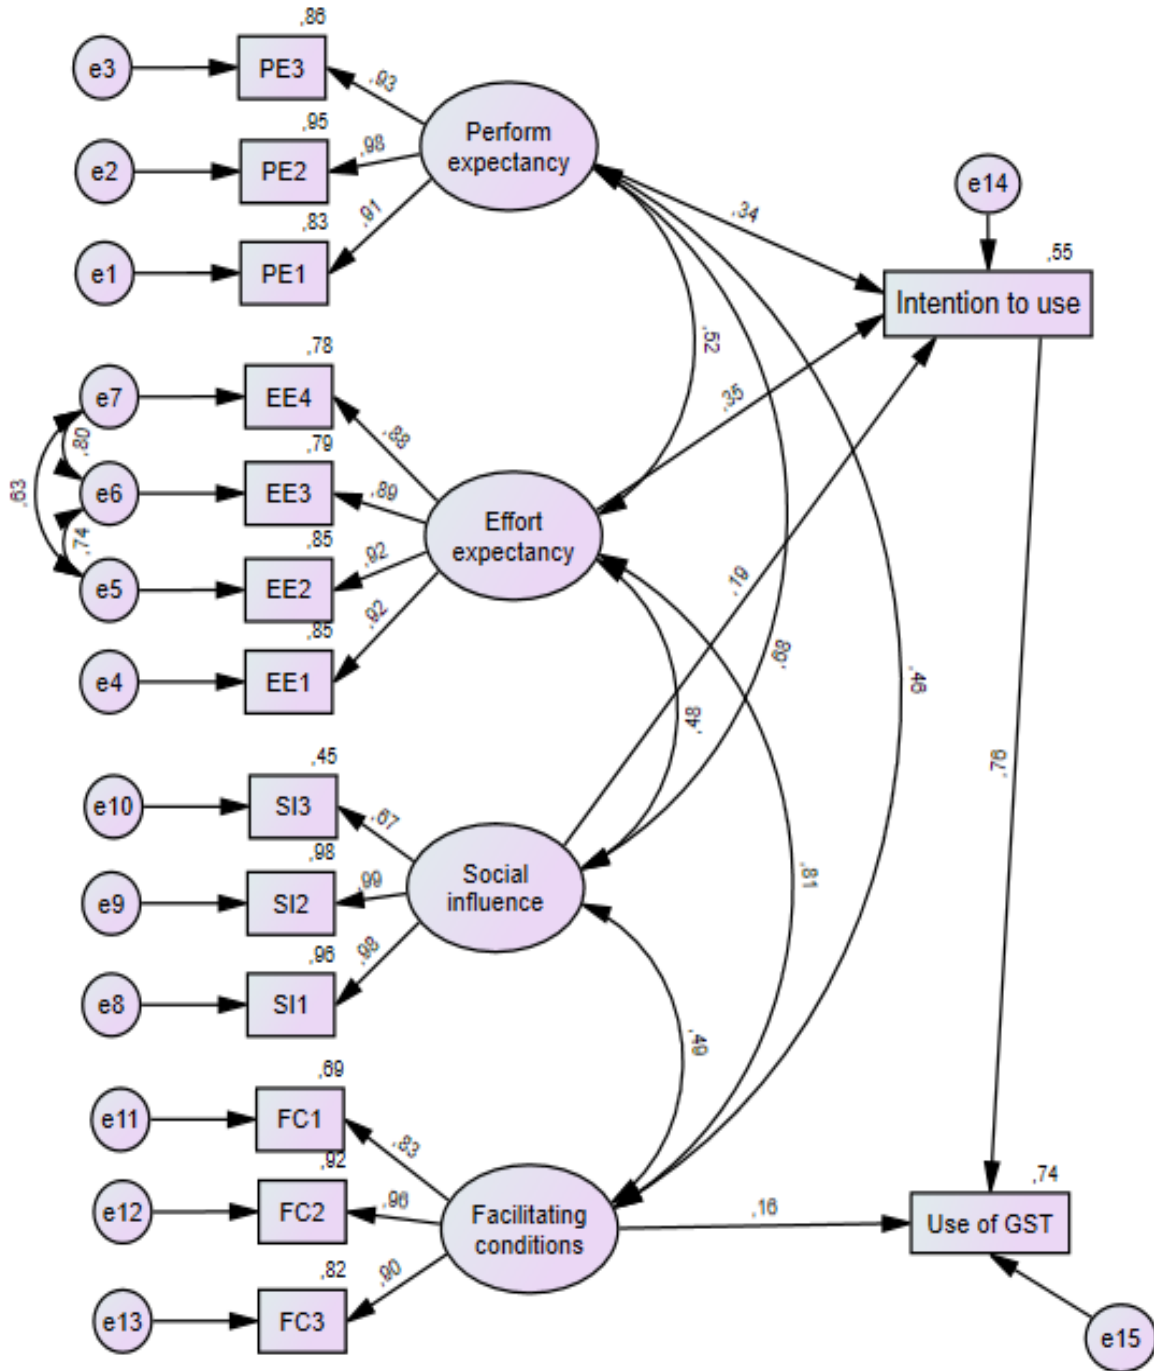 ,86
e3
PE3
,93
,95
e2
PE2
,98
,83
e1
PE1
,91
Perform
expectancy
e14
,34
,55
Intention to use
,52
,78
e7
EE4
,88
,35
,80
,79
e6
EE3
,89
,63
,74
,85
e5
EE2
,92
Effort
expectancy
,85
e4
EE1
,92
,19
,46
,48
,45
e10
SI3
,67
,98
e9
SI2
,99
Social
influence
,81
,76
,96
e8
SI1
,98
,49
,69
e11
FC1
,83
,92
e12
FC2
,96
Facilitating
conditions
,16
,74
Use of GST
,82
e13
FC3
,90
e15